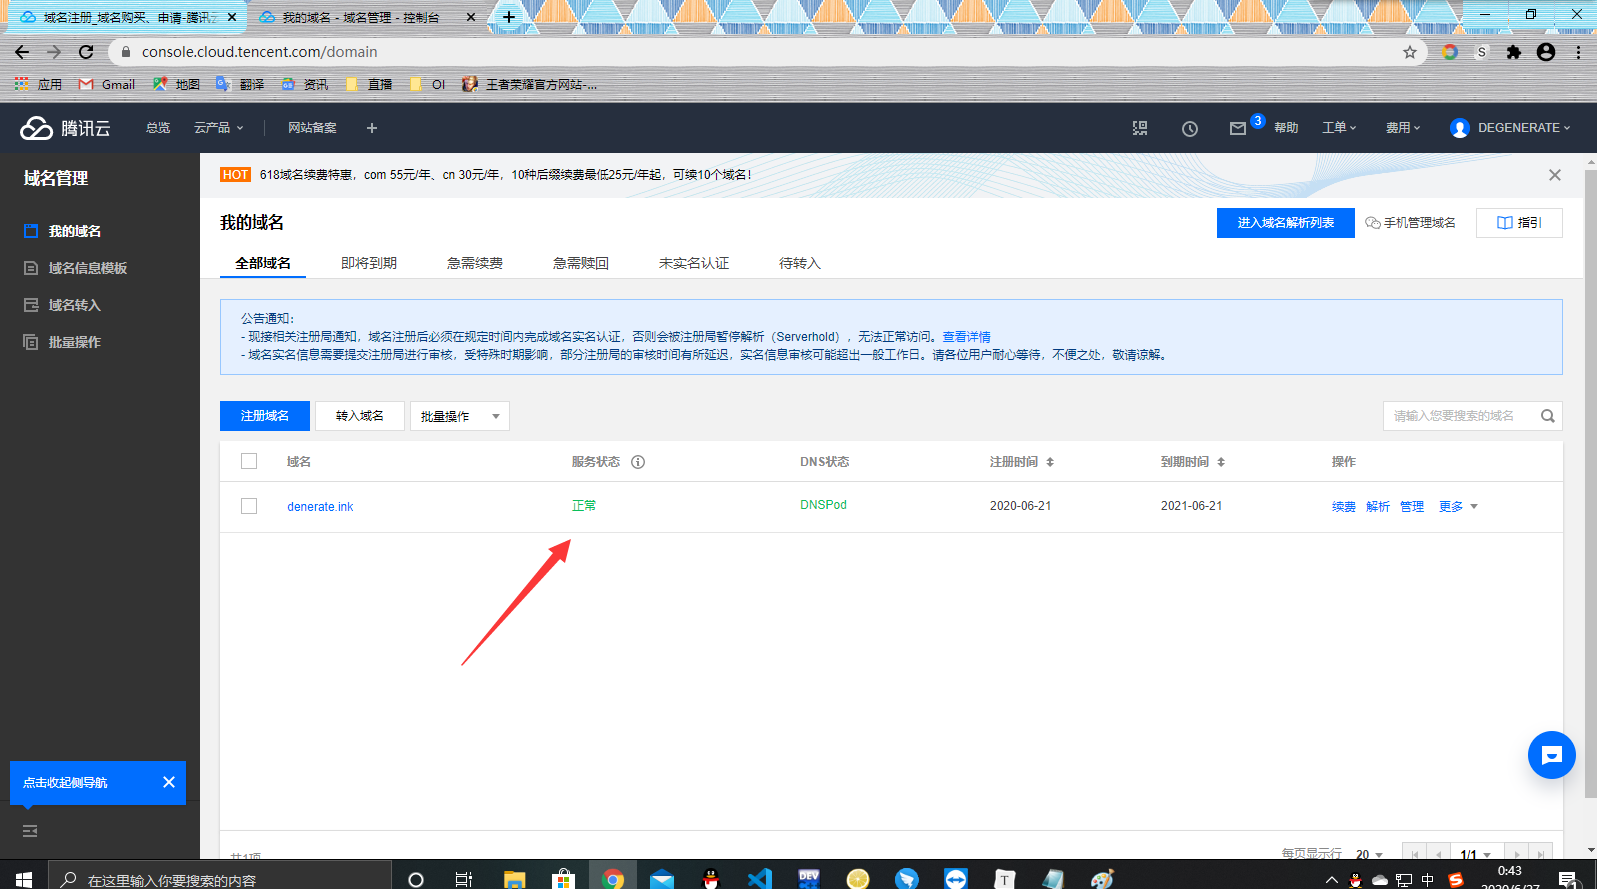 域名注册_域名购买、申请-腾讯云
我的域名 - 域名管理 - 控制台
console.cloud.tencent.com/domain
应用
Gmail
地图
翻译
资讯
直播
OI
王者荣耀官方网站-...
腾讯云
总览
云产品
网站备案
3
帮助
工单
费用
DEGENERATE
域名管理
我的域名
域名信息模板
域名转入
批量操作
点击收起侧导航
HOT 618域名续费特惠，com 55元/年、cn 30元/年，10种后缀续费最低25元/年起，可续10个域名！
我的域名
进入域名解析列表
手机管理域名
指引
全部域名
即将到期
急需续费
急需赎回
未实名认证
待转入
公告通知：
- 现接相关注册局通知，域名注册后必须在规定时间内完成域名实名认证，否则会被注册局暂停解析（Serverhold），无法正常访问。查看详情
- 域名实名信息需要提交注册局进行审核，受特殊时期影响，部分注册局的审核时间有所延迟，实名信息审核可能超出一般工作日。请各位用户耐心等待，不便之处，敬请谅解。
注册域名
转入域名
批量操作
请输入您要搜索的域名
域名
服务状态
DNS状态
注册时间
到期时间
操作
denerate.ink
正常
DNSPod
2020-06-21
2021-06-21
续费 解析 管理 更多
共1项
每页显示行 20
1/1
在这里输入你要搜索的内容
DEV
T
中
S
0:43
2020/6/27
1